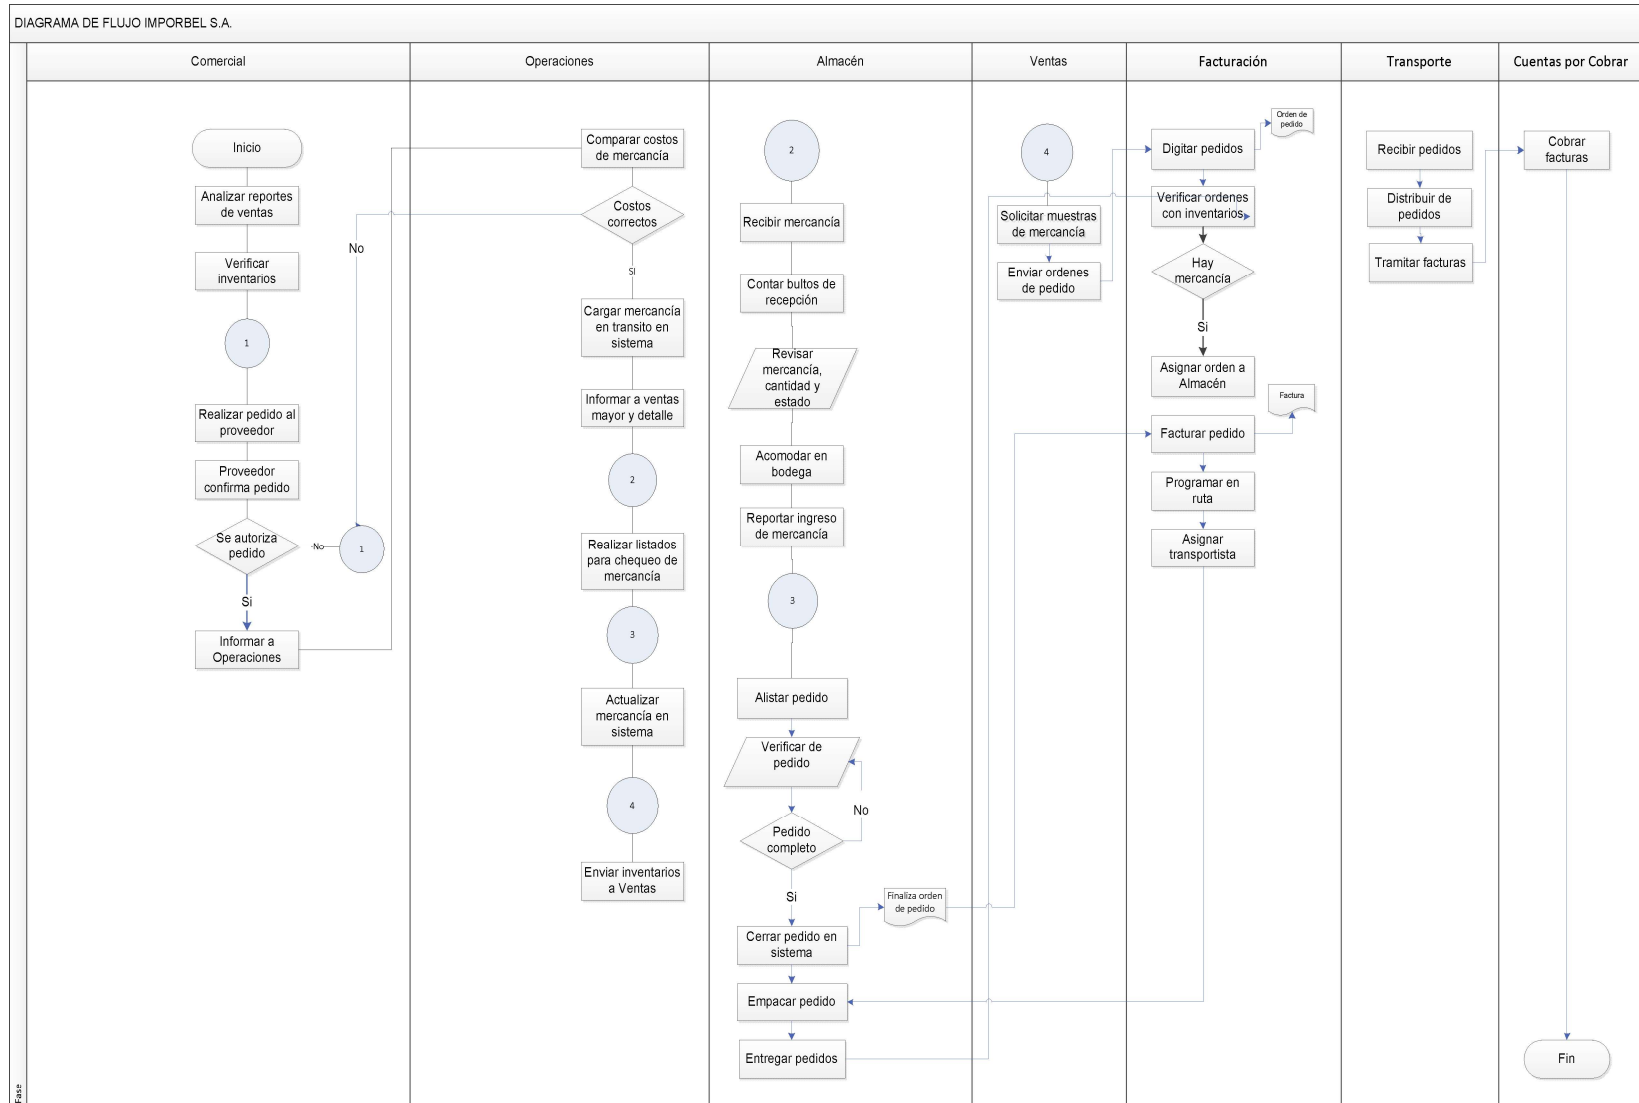 DIAGRAMA DE FLUJO IMPORBEL S.A.
Comercial
Operaciones
Almacén
Ventas
Facturación
Transporte
Cuentas por Cobrar
Fase
Inicio
Analizar reportes
de ventas
Verificar
inventarios
1
Realizar pedido al
proveedor
Proveedor
confirma pedido
Se autoriza
pedido
No
1
Si
Informar a
Operaciones
Comparar costos
de mercancía
Costos
correctos
No
SI
Cargar mercancía
en transito en
sistema
Informar a ventas
mayor y detalle
2
Realizar listados
para chequeo de
mercancía
3
Actualizar
mercancía en
sistema
4
Enviar inventarios
a Ventas
2
Recibir mercancía
Contar bultos de
recepción
Revisar
mercancía,
cantidad y
estado
Acomodar en
bodega
Reportar ingreso
de mercancía
3
Alistar pedido
Verificar de
pedido
No
Pedido
completo
Si
Finaliza orden
de pedido
Cerrar pedido en
sistema
Empacar pedido
Entregar pedidos
4
Solicitar muestras
de mercancía
Enviar ordenes
de pedido
Orden de
pedido
Digitar pedidos
Verificar ordenes
con inventarios
Hay
mercancía
Si
Asignar orden a
Almacén
Factura
Facturar pedido
Programar en
ruta
Asignar
transportista
Recibir pedidos
Distribuir de
pedidos
Tramitar facturas
Cobrar
facturas
Fin